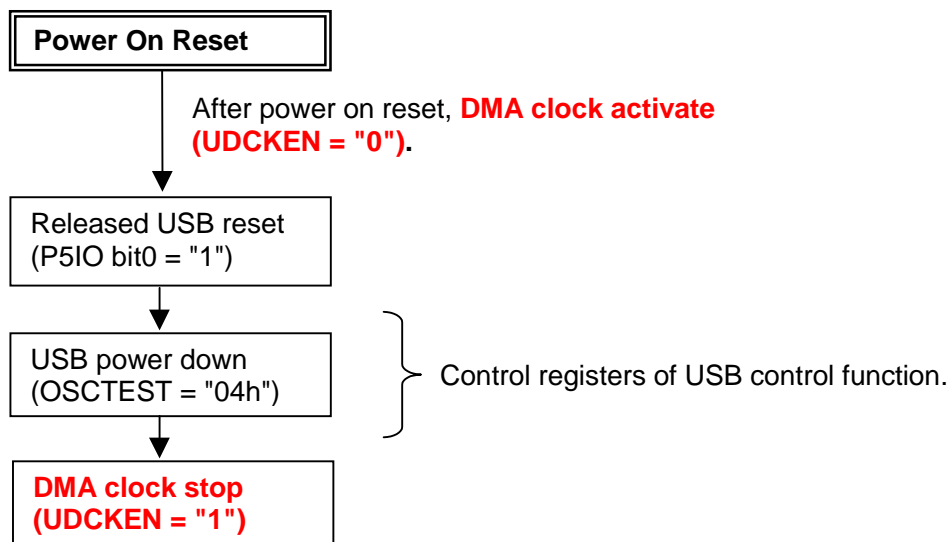 Power On Reset
After power on reset, DMA clock activate
(UDCKEN = "0").
Released USB reset
(P5IO bit0 = "1")
USB power down
(OSCTEST = "04h")
Control registers of USB control function.
DMA clock stop
(UDCKEN = "1")